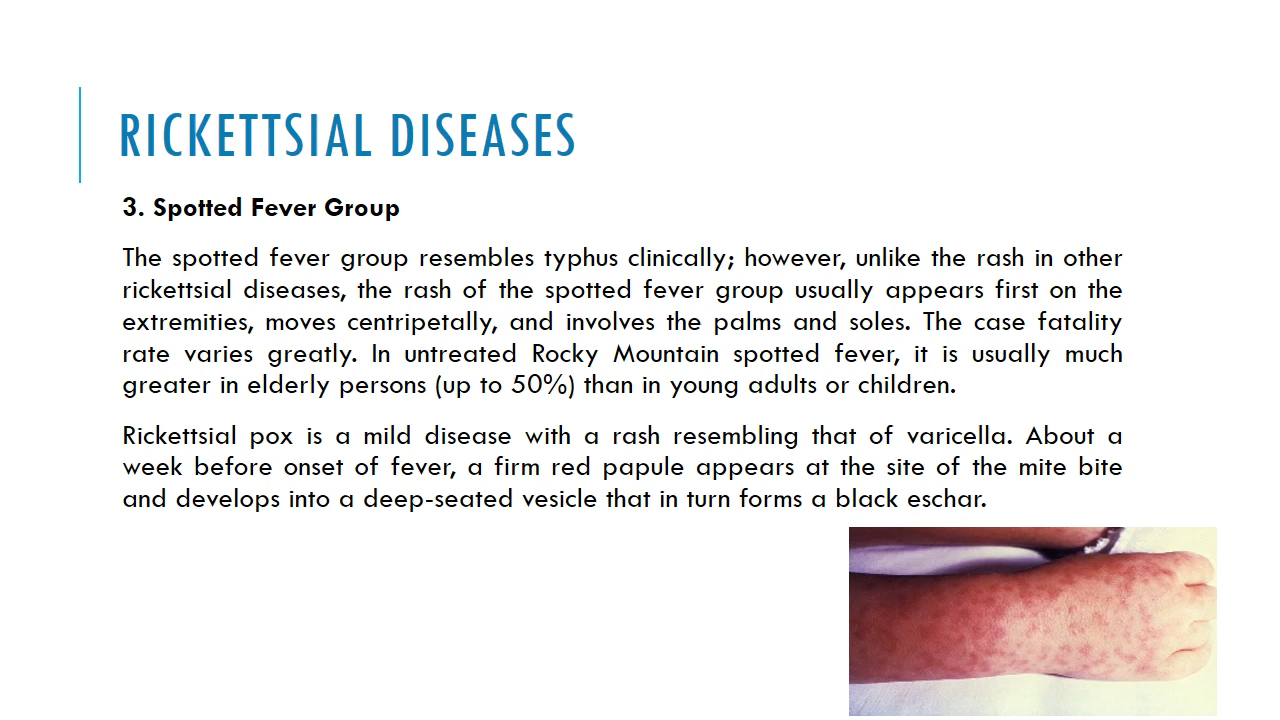 RICKETTSIAL DISEASES
3. Spotted Fever Group
The spotted fever group resembles typhus clinically; however, unlike the rash in other
rickettsial diseases, the rash of the spotted fever group usually appears first on the
extremities, moves centripetally, and involves the palms and soles. The case fatality
rate varies greatly. In untreated Rocky Mountain spotted fever, it is usually much
greater in elderly persons (up to 50%) than in young adults or children.
Rickettsial pox is a mild disease with a rash resembling that of varicella. About a
week before onset of fever, a firm red papule appears at the site of the mite bite
and develops into a deep-seated vesicle that in turn forms a black eschar.